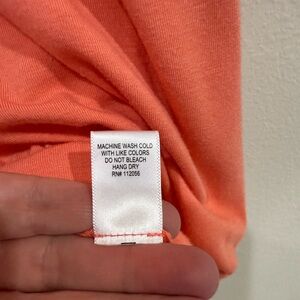 MACHINE WASH COLD
WITH LIKE COLORS
DO NOT BLEACH
HANG DRY
RN# 112056